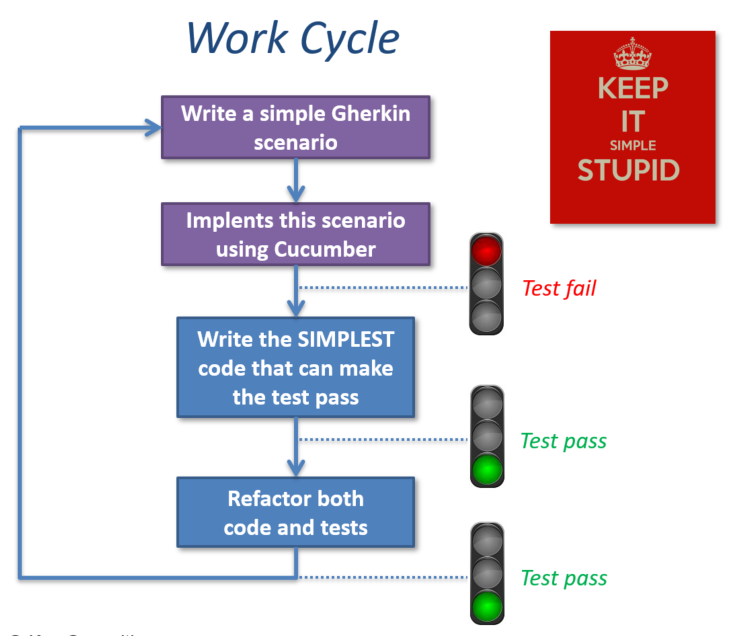 Work Cycle
KEEP
IT
SIMPLE
STUPID
Write a simple Gherkin
scenario
Implents this scenario
using Cucumber
Test fail
Write the SIMPLEST
code that can make
the test pass
Test pass
Refactor both
code and tests
Test pass